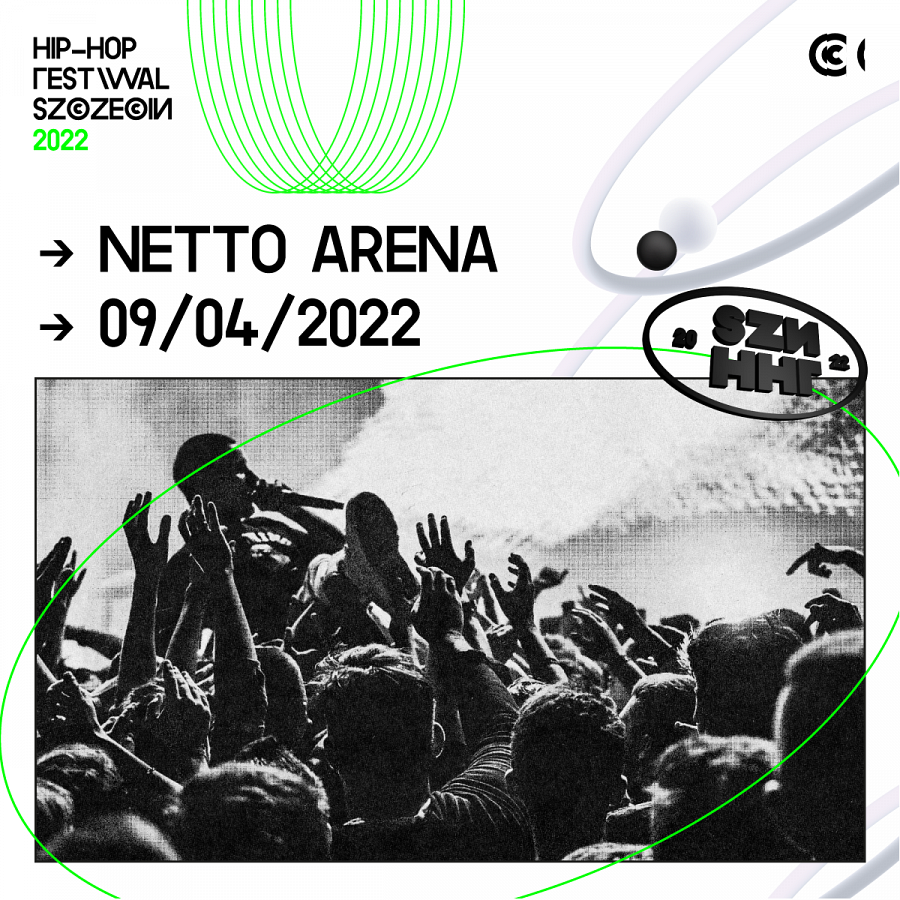 HIP-HOP
FESTIWAL
SZCZECIN
2022
→ NETTO ARENA
→ 09/04/2022
20 SZN 22
HHF